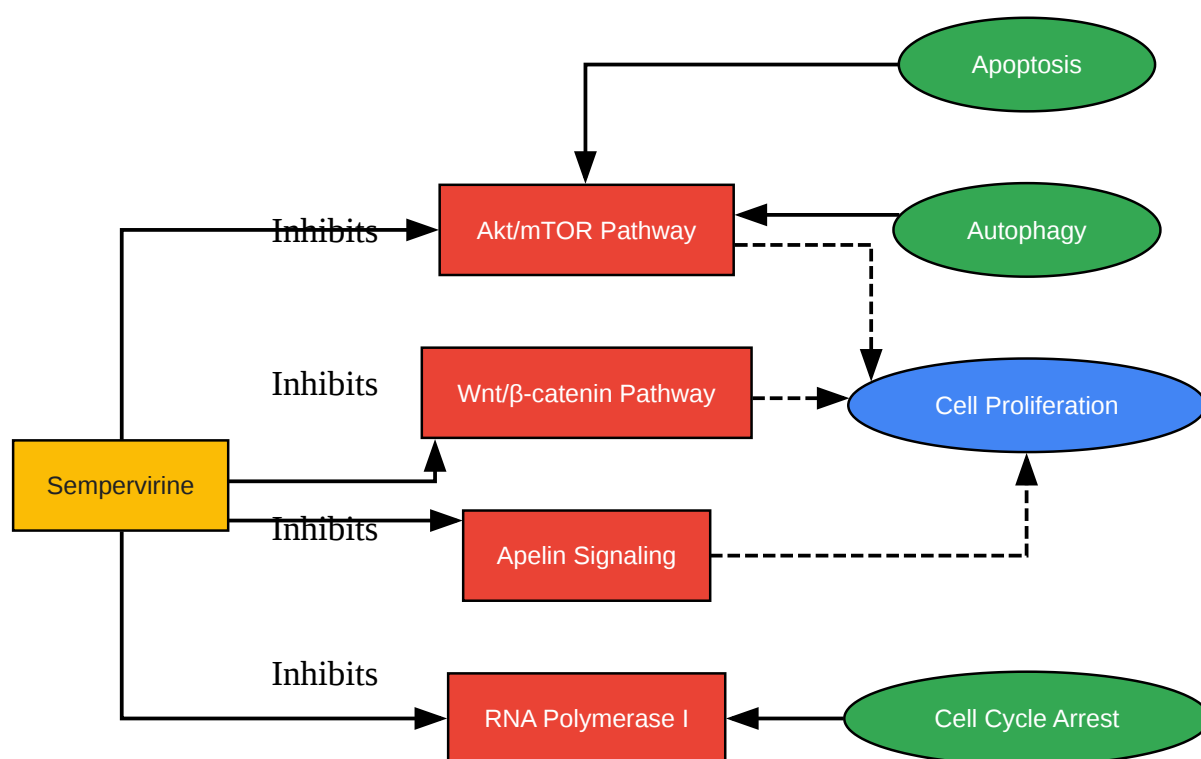 Apoptosis
Inhibits
Akt/mTOR Pathway
Autophagy
Inhibits
Wnt/β-catenin Pathway
Cell Proliferation
Sempervirine
Inhibits
Apelin Signaling
Inhibits
RNA Polymerase I
Cell Cycle Arrest